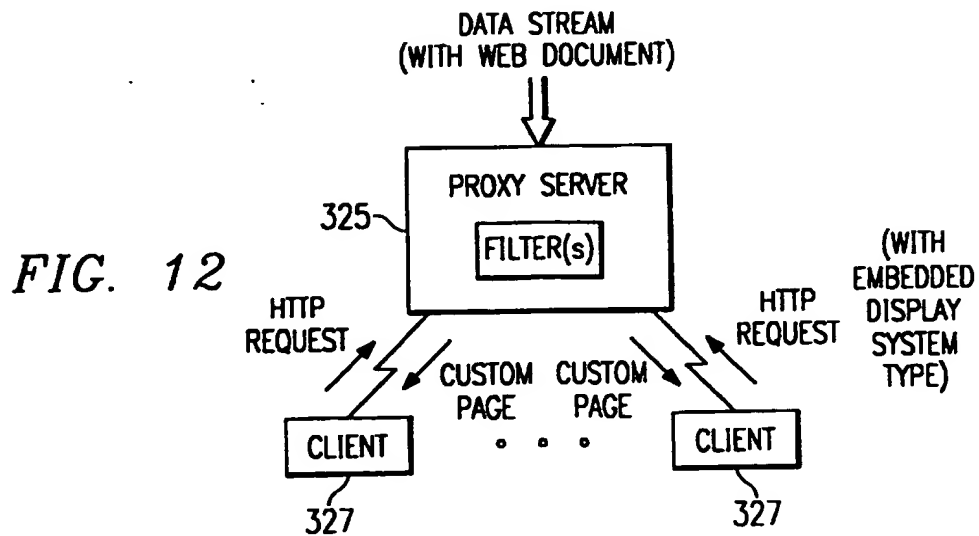 DATA STREAM
(WITH WEB DOCUMENT)
PROXY SERVER
325
FILTER(s)
FIG. 12
HTTP
REQUEST
CUSTOM
PAGE
CUSTOM
PAGE
HTTP
REQUEST
(WITH
EMBEDDED
DISPLAY
SYSTEM
TYPE)
CLIENT
CLIENT
327
327